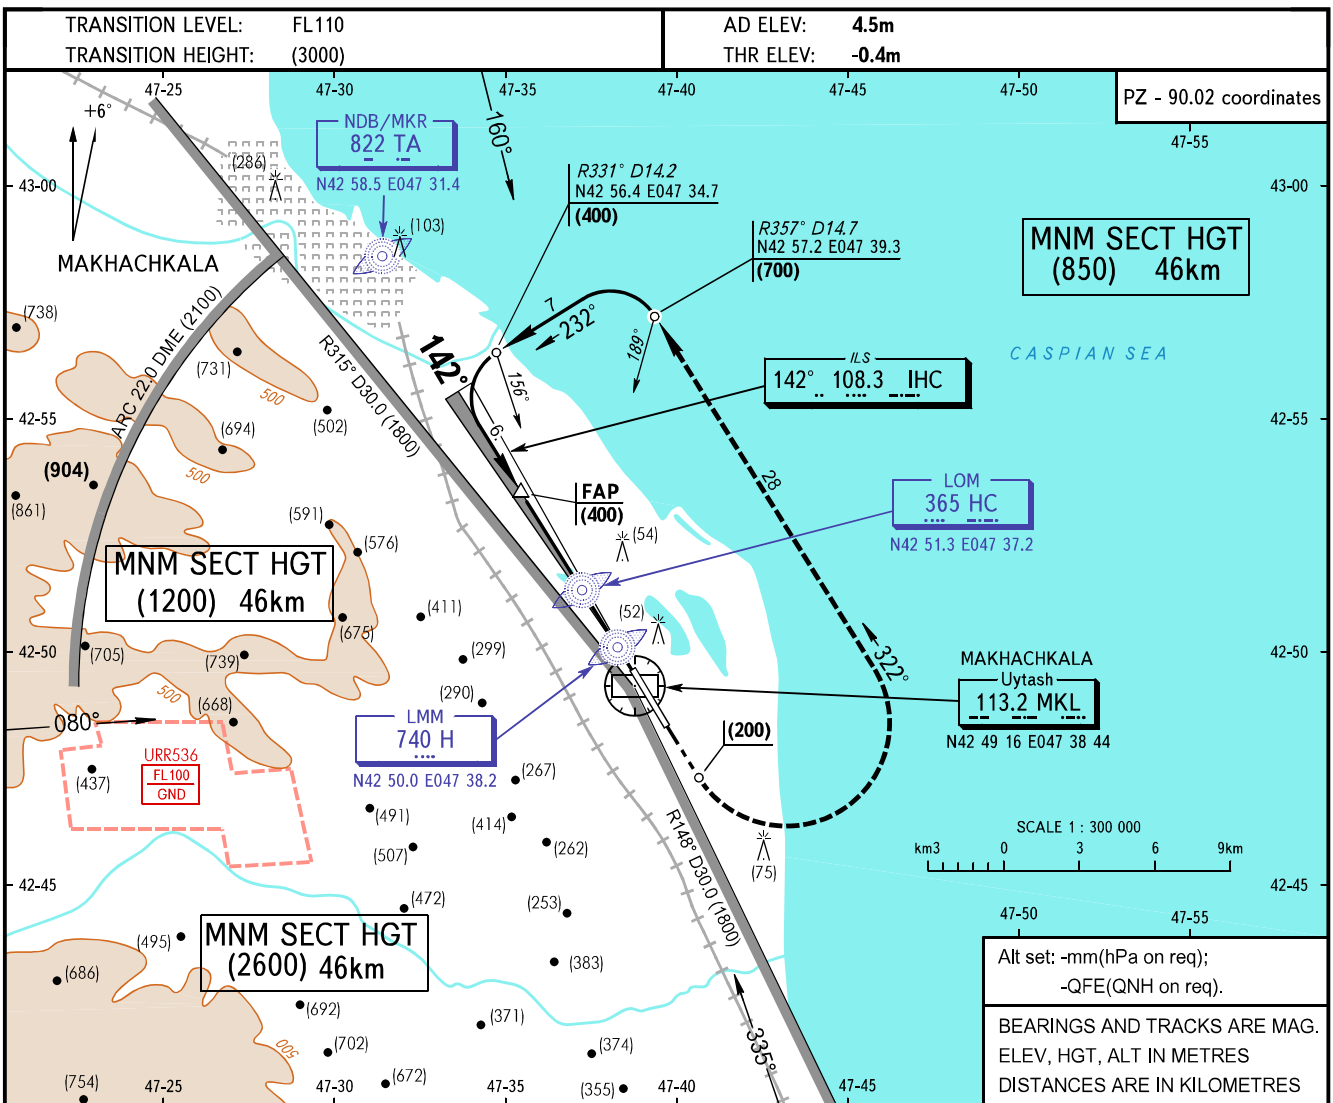 TRANSITION LEVEL: FL110
TRANSITION HEIGHT: (3000)
AD ELEV: 4.5m
THR ELEV: -0.4m
47-25 47-30 47-35 47-40 47-45 47-50
PZ - 90.02 coordinates
47-55
+6°
NDB/MKR
822 TA
N42 58.5 E047 31.4
160°
R331° D14.2
N42 56.4 E047 34.7
(400)
(286)
43-00
43-00
(103)
MAKHACHKALA
R357° D14.7
N42 57.2 E047 39.3
(700)
MNM SECT HGT
(850) 46km
(738)
ARC 22.0 DME (2100)
(731)
500
R315° D30.0 (1800)
142°
7
232°
189°
156°
CASPIAN SEA
ILS
142° 108.3 IHC
42-55
42-55
(502)
(694)
500
6.
(904)
(861)
FAP
(400)
28
LOM
365 HC
N42 51.3 E047 37.2
(591)
(576)
(54)
MNM SECT HGT
(1200) 46km
(411)
(52)
(675)
42-50
42-50
(705)
(739)
(299)
322°
MAKHACHKALA
Uytash
113.2 MKL
N42 49 16 E047 38 44
500
(668)
(290)
080°
LMM
740 H
N42 50.0 E047 38.2
(200)
URR536
FL100
GND
(437)
(267)
(491)
(414)
(262)
(507)
R148° D30.0 (1800)
(75)
SCALE 1 : 300 000
km3 0 3 6 9km
42-45
42-45
(472)
(253)
47-50 47-55
MNM SECT HGT
(2600) 46km
(495)
(686)
(383)
(692)
(371)
500
(702)
(374)
335°
(672)
(355)
(754)
47-25 47-30 47-35 47-40 47-45
Alt set: -mm(hPa on req);
-QFE(QNH on req).
BEARINGS AND TRACKS ARE MAG.
ELEV, HGT, ALT IN METRES
DISTANCES ARE IN KILOMETRES